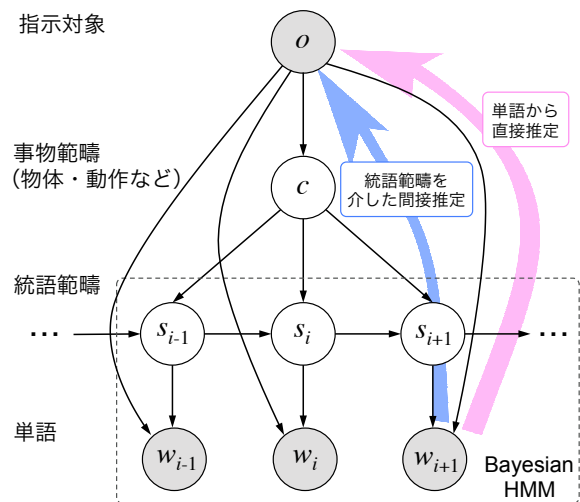 指示対象
o
単語から
直接推定
事物範疇
(物体・動作など)
c
統語範疇を
介した間接推定
統語範疇
...
s_{i-1}
s_i
s_{i+1}
...
単語
w_{i-1}
w_i
w_{i+1}
Bayesian
HMM